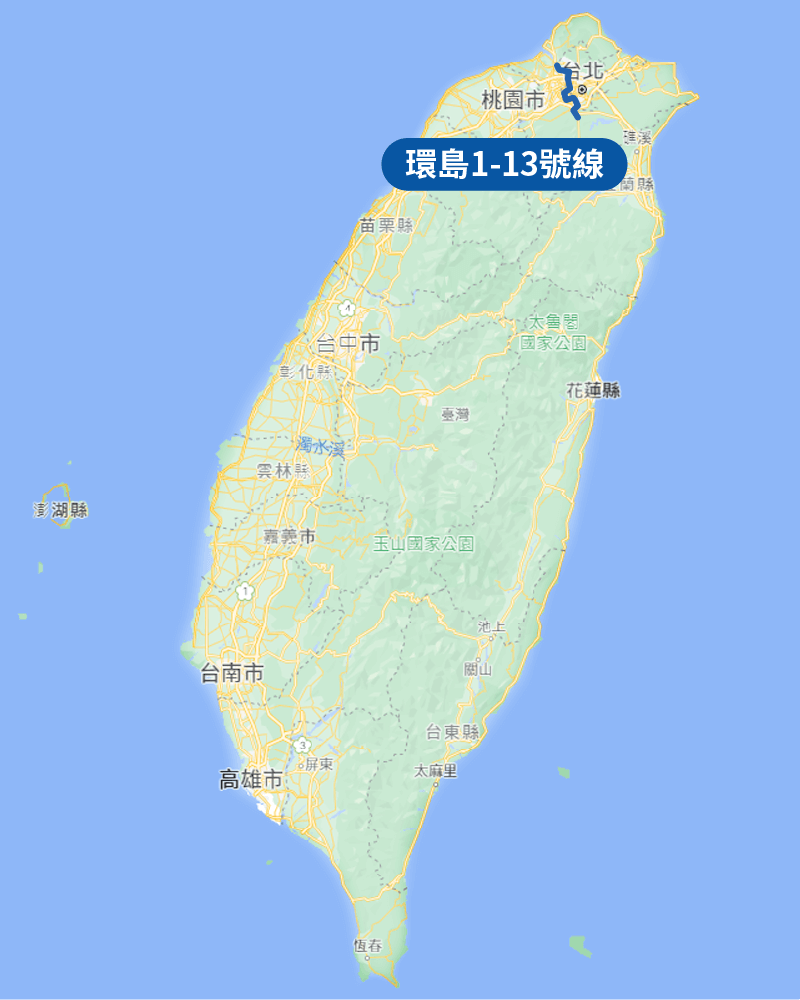 台北
桃園市
礁溪
環島1-13號線
蘭縣
苗栗縣
4
太魯閣
國家公園
台中市
彰化縣
花蓮縣
臺灣
濁水溪
雲林縣
澎湖縣
嘉義市
玉山國家公園
1
池上
關山
台南市
台東縣
3
屏東
太麻里
高雄市
恆春